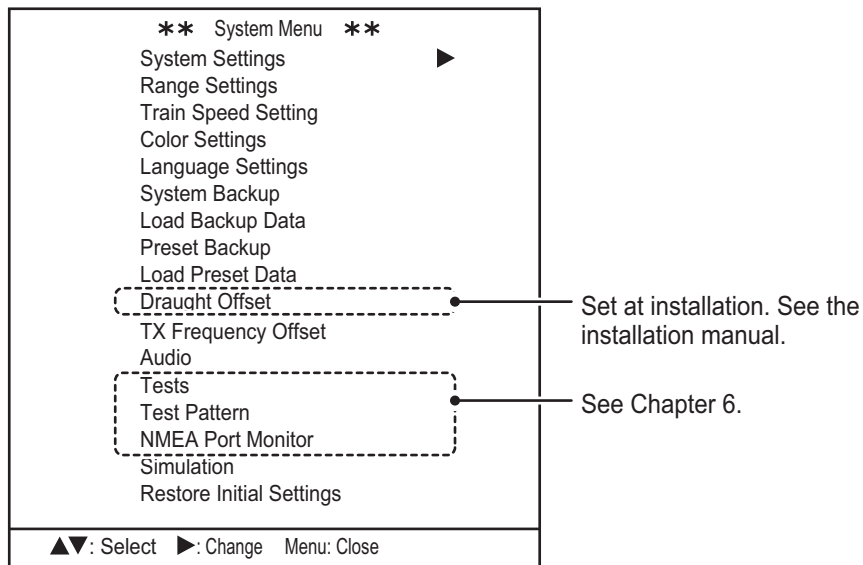 ** System Menu **
System Settings ▶
Range Settings
Train Speed Setting
Color Settings
Language Settings
System Backup
Load Backup Data
Preset Backup
Load Preset Data
Draught Offset
Set at installation. See the
installation manual.
TX Frequency Offset
Audio
Tests
Test Pattern
See Chapter 6.
NMEA Port Monitor
Simulation
Restore Initial Settings
▲▼: Select ▶: Change Menu: Close